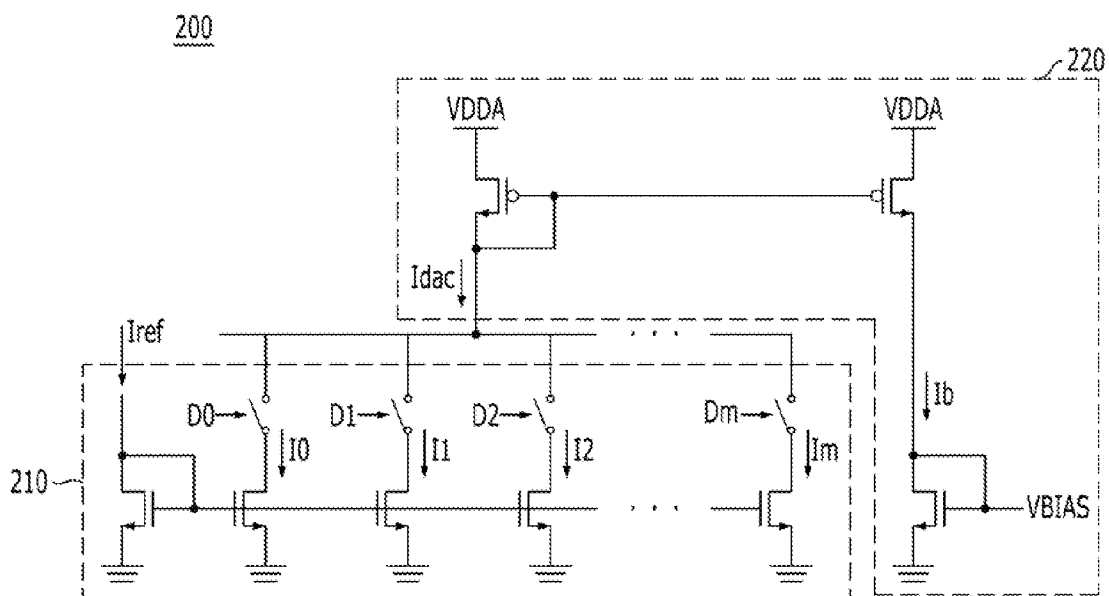 200
220
VDDA
VDDA
Idac
Iref
D0
D1
D2
Dm
Ib
I0
I1
I2
Im
210
VBIAS